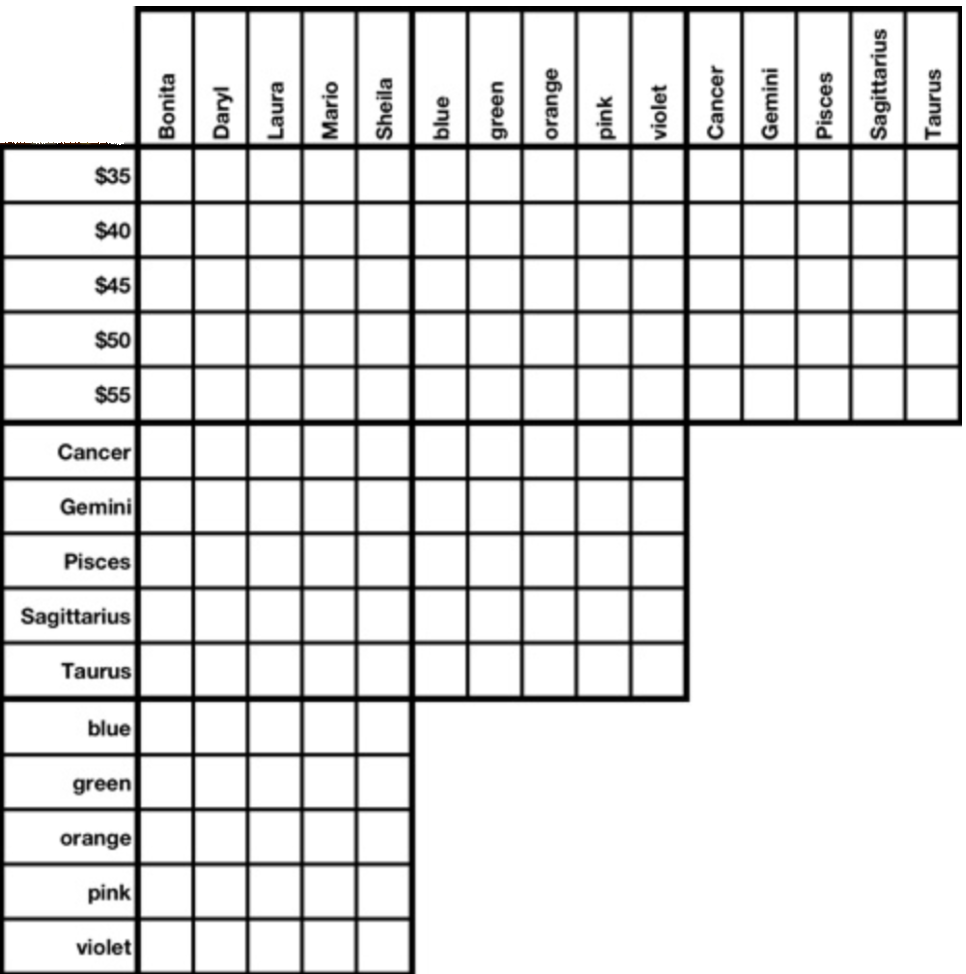 Bonita
Daryl
Laura
Mario
Sheila
blue
green
orange
pink
violet
Cancer
Gemini
Pisces
Sagittarius
Taurus
$35
$40
$45
$50
$55
Cancer
Gemini
Pisces
Sagittarius
Taurus
blue
green
orange
pink
violet